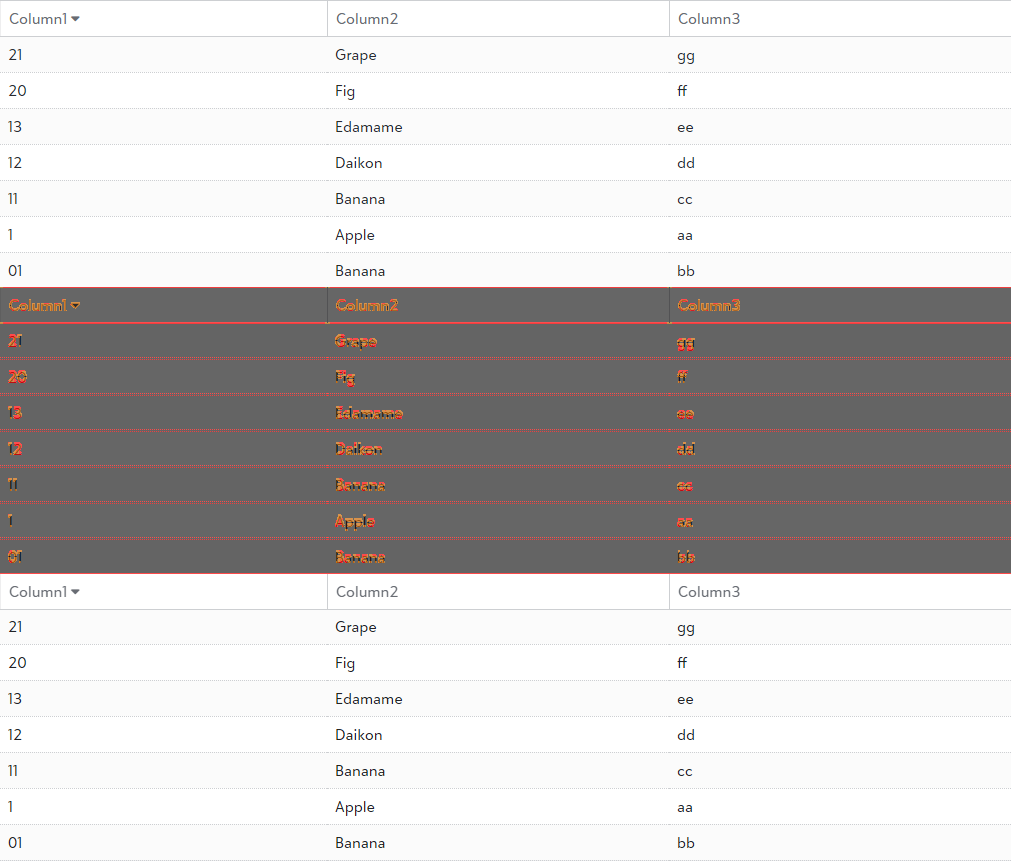 Column1 Column2 Column3
21 Grape gg
20 Fig ff
13 Edamame ee
12 Daikon dd
11 Banana cc
1 Apple aa
01 Banana bb
Column1 Column2 Column3
21 Grape gg
20 Fig ff
13 Edamame ee
12 Daikon dd
11 Banana cc
1 Apple aa
01 Banana bb
Column1 Column2 Column3
21 Grape gg
20 Fig ff
13 Edamame ee
12 Daikon dd
11 Banana cc
1 Apple aa
01 Banana bb